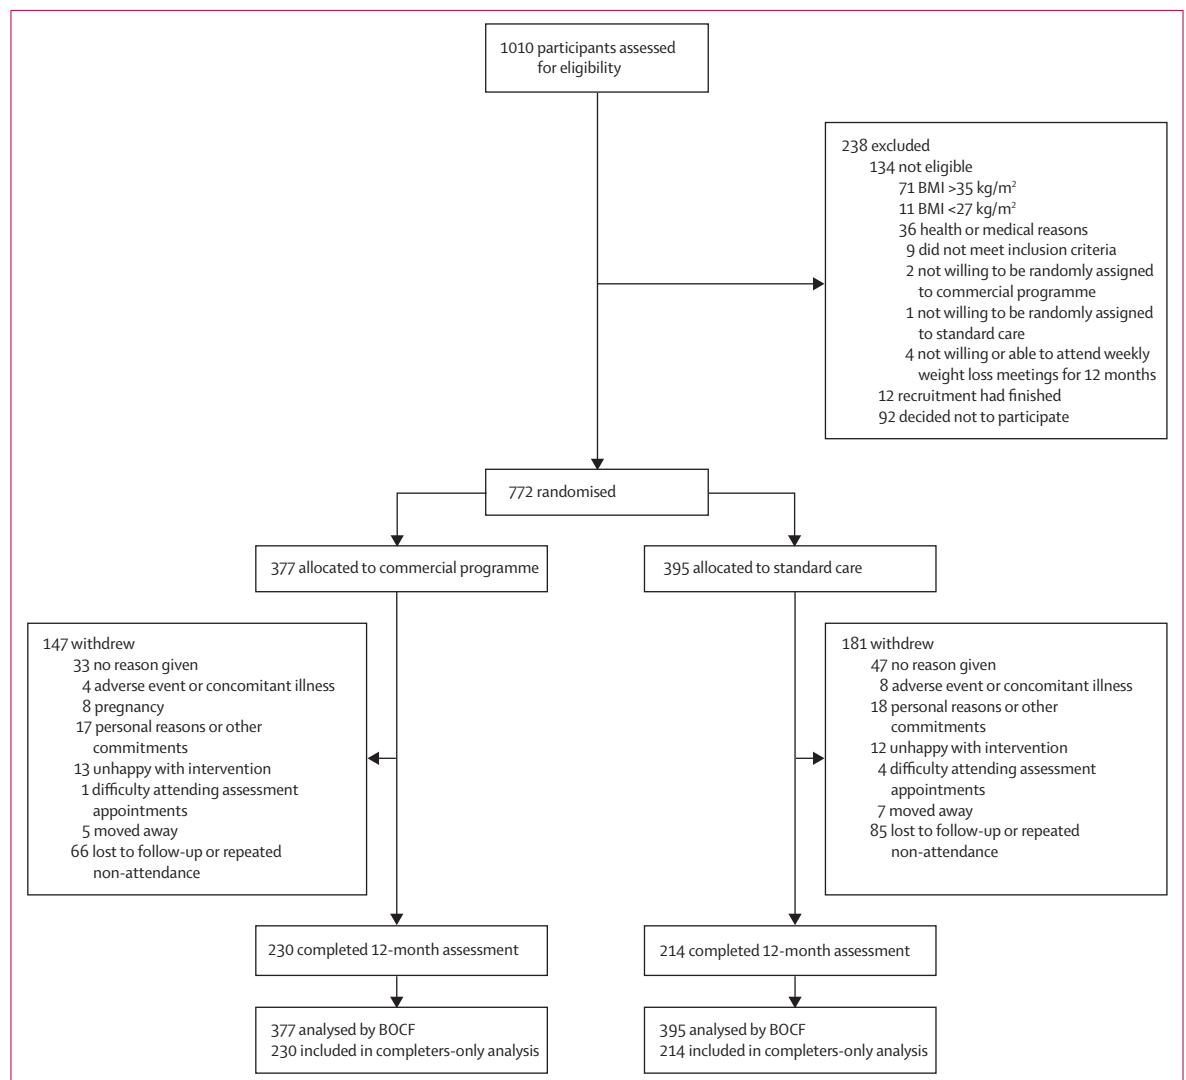 1010 participants assessed
for eligibility
238 excluded
134 not eligible
71 BMI >35 kg/m²
11 BMI <27 kg/m²
36 health or medical reasons
9 did not meet inclusion criteria
2 not willing to be randomly assigned
to commercial programme
1 not willing to be randomly assigned
to standard care
4 not willing or able to attend weekly
weight loss meetings for 12 months
12 recruitment had finished
92 decided not to participate
772 randomised
377 allocated to commercial programme
395 allocated to standard care
147 withdrew
33 no reason given
4 adverse event or concomitant illness
8 pregnancy
17 personal reasons or other
commitments
13 unhappy with intervention
1 difficulty attending assessment
appointments
5 moved away
66 lost to follow-up or repeated
non-attendance
181 withdrew
47 no reason given
8 adverse event or concomitant illness
18 personal reasons or other
commitments
12 unhappy with intervention
4 difficulty attending assessment
appointments
7 moved away
85 lost to follow-up or repeated
non-attendance
230 completed 12-month assessment
214 completed 12-month assessment
377 analysed by BOCF
230 included in completers-only analysis
395 analysed by BOCF
214 included in completers-only analysis